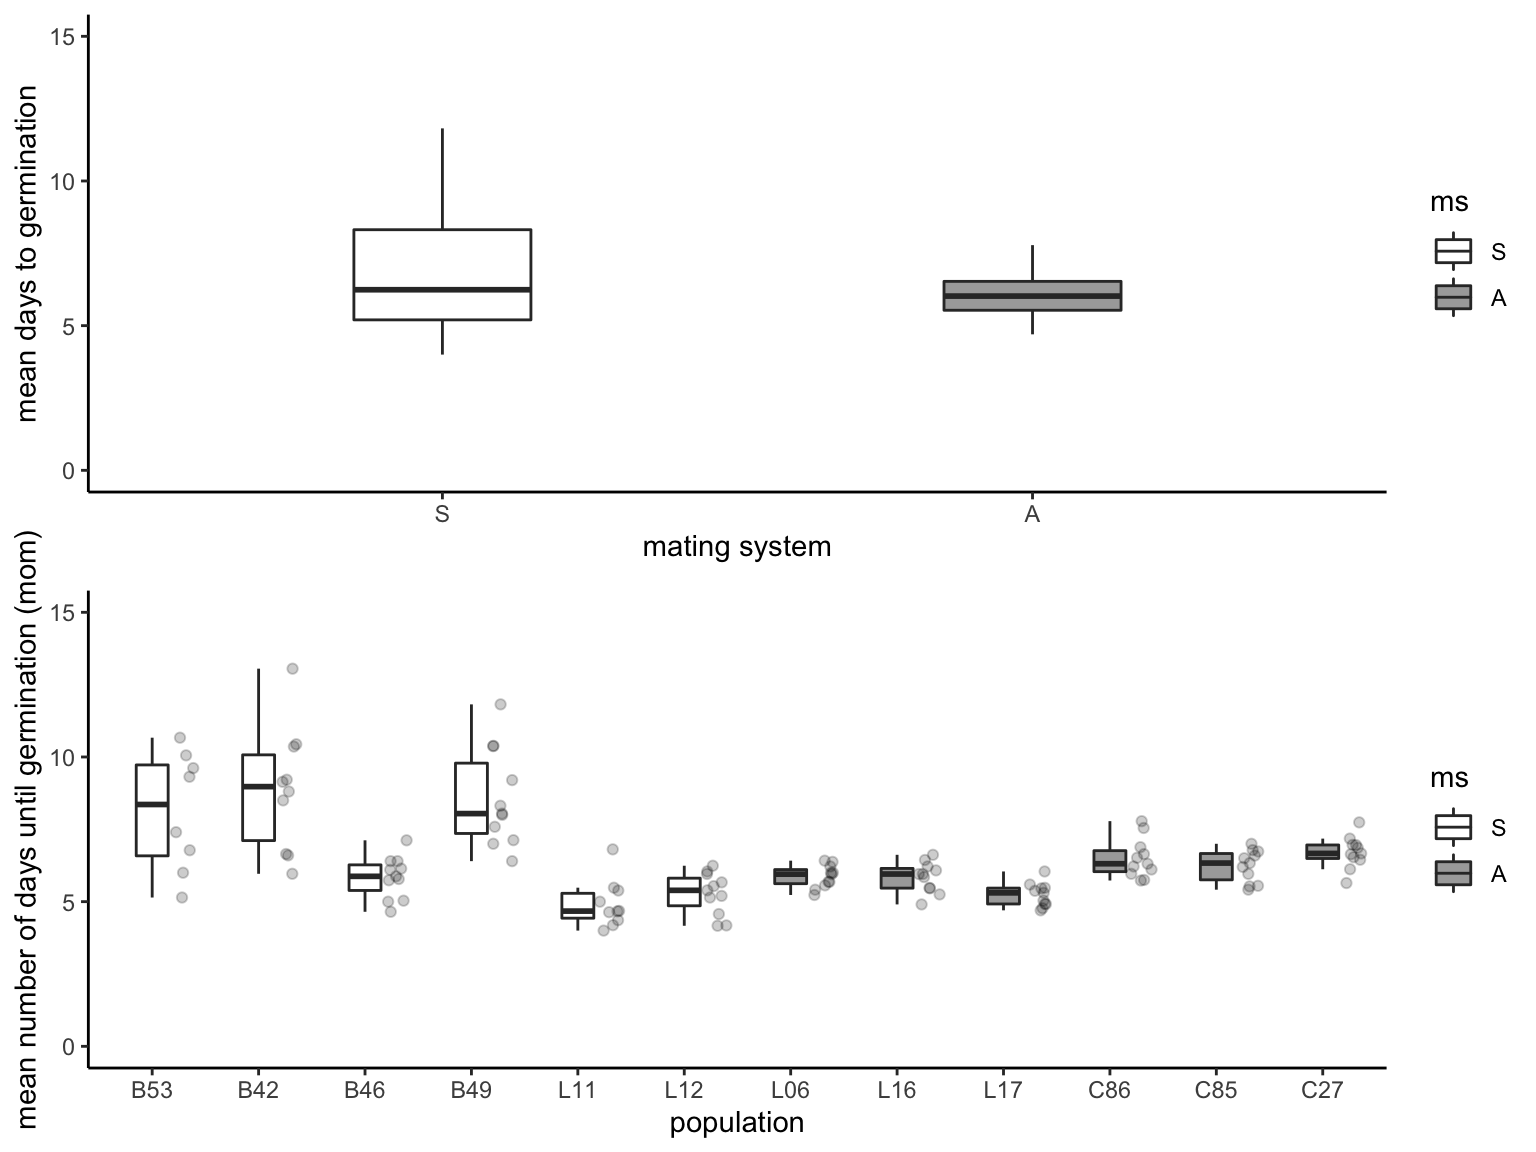 mean days to germination
15
10
5
0
S
A
mating system
ms
S
A
mean number of days until germination (mom)
15
10
5
0
B53 B42 B46 B49 L11 L12 L06 L16 L17 C86 C85 C27
population
ms
S
A